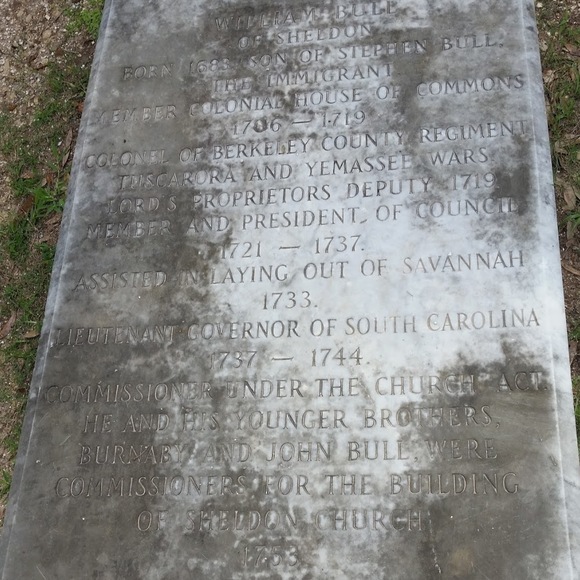 WILLIAM BULL
OF SHELDON
BORN 1683. SON OF STEPHEN BULL,
THE IMMIGRANT
MEMBER COLONIAL HOUSE OF COMMONS
1706 — 1719
COLONEL OF BERKELEY COUNTY REGIMENT
TUSCARORA AND YEMASSEE WARS
LORD'S PROPRIETORS DEPUTY 1719
MEMBER AND PRESIDENT, OF COUNCIL
1721 — 1737.
ASSISTED IN LAYING OUT OF SAVANNAH
1733.
LIEUTENANT GOVERNOR OF SOUTH CAROLINA
1737 — 1744.
COMMISSIONER UNDER THE CHURCH ACT
HE AND HIS YOUNGER BROTHERS,
BURNABY AND JOHN BULL, WERE
COMMISSIONERS FOR THE BUILDING
OF SHELDON CHURCH
1753